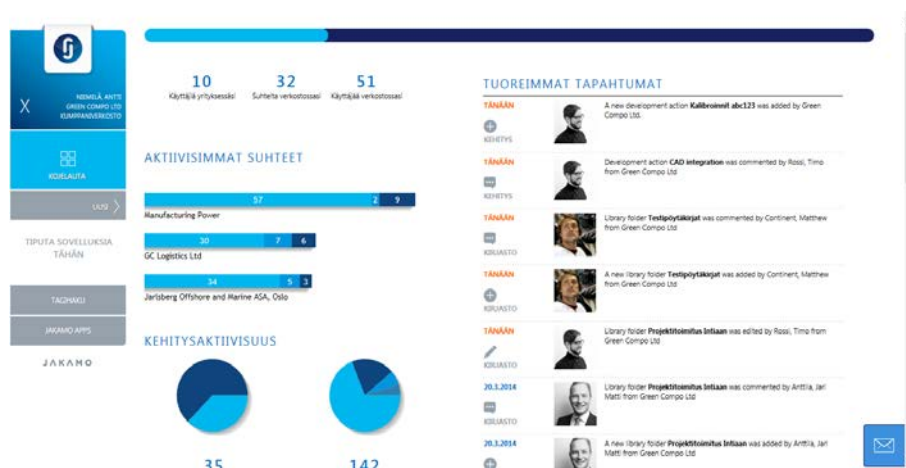 NIEMELÄ, ANTTI
X
GREEN COMPO LTD
KUMPPANIVERKOSTO
KOJELAUTA
UUSI
TIPUTA SOVELLUKSIA
TÄHÄN
TAGIHAKU
JAKAMO APPS
JAKAMO
10 32 51
Käyttäjiä yrityksessäsi Suhteita verkostossasi Käyttäjiä verkostossasi
AKTIIVISIMMAT SUHTEET
57 2 9
Manufacturing Power
30 7 6
GC Logistics Ltd
34 5 3
Jarlsberg Offshore and Marine ASA, Oslo
KEHITYSAKTIIVISUUS
35 142
TUOREIMMAT TAPAHTUMAT
TÄNÄÄN
KEHITYS
A new development action Kalibroinnit abc123 was added by Green
Compo Ltd.
TÄNÄÄN
KEHITYS
Development action CAD integration was commented by Rossi, Timo
from Green Compo Ltd
TÄNÄÄN
KIRJASTO
Library folder Testipöytäkirjat was commented by Continent, Matthew
from Green Compo Ltd
TÄNÄÄN
KIRJASTO
A new library folder Testipöytäkirjat was added by Continent, Matthew
from Green Compo Ltd
TÄNÄÄN
KIRJASTO
Library folder Projektitoimitus Intiaan was edited by Rossi, Timo from
Green Compo Ltd
20.3.2014
KIRJASTO
Library folder Projektitoimitus Intiaan was commented by Anttila, Jari
Matti from Green Compo Ltd
20.3.2014
A new library folder Projektitoimitus Intiaan was added by Anttila, Jari
Matti from Green Compo Ltd